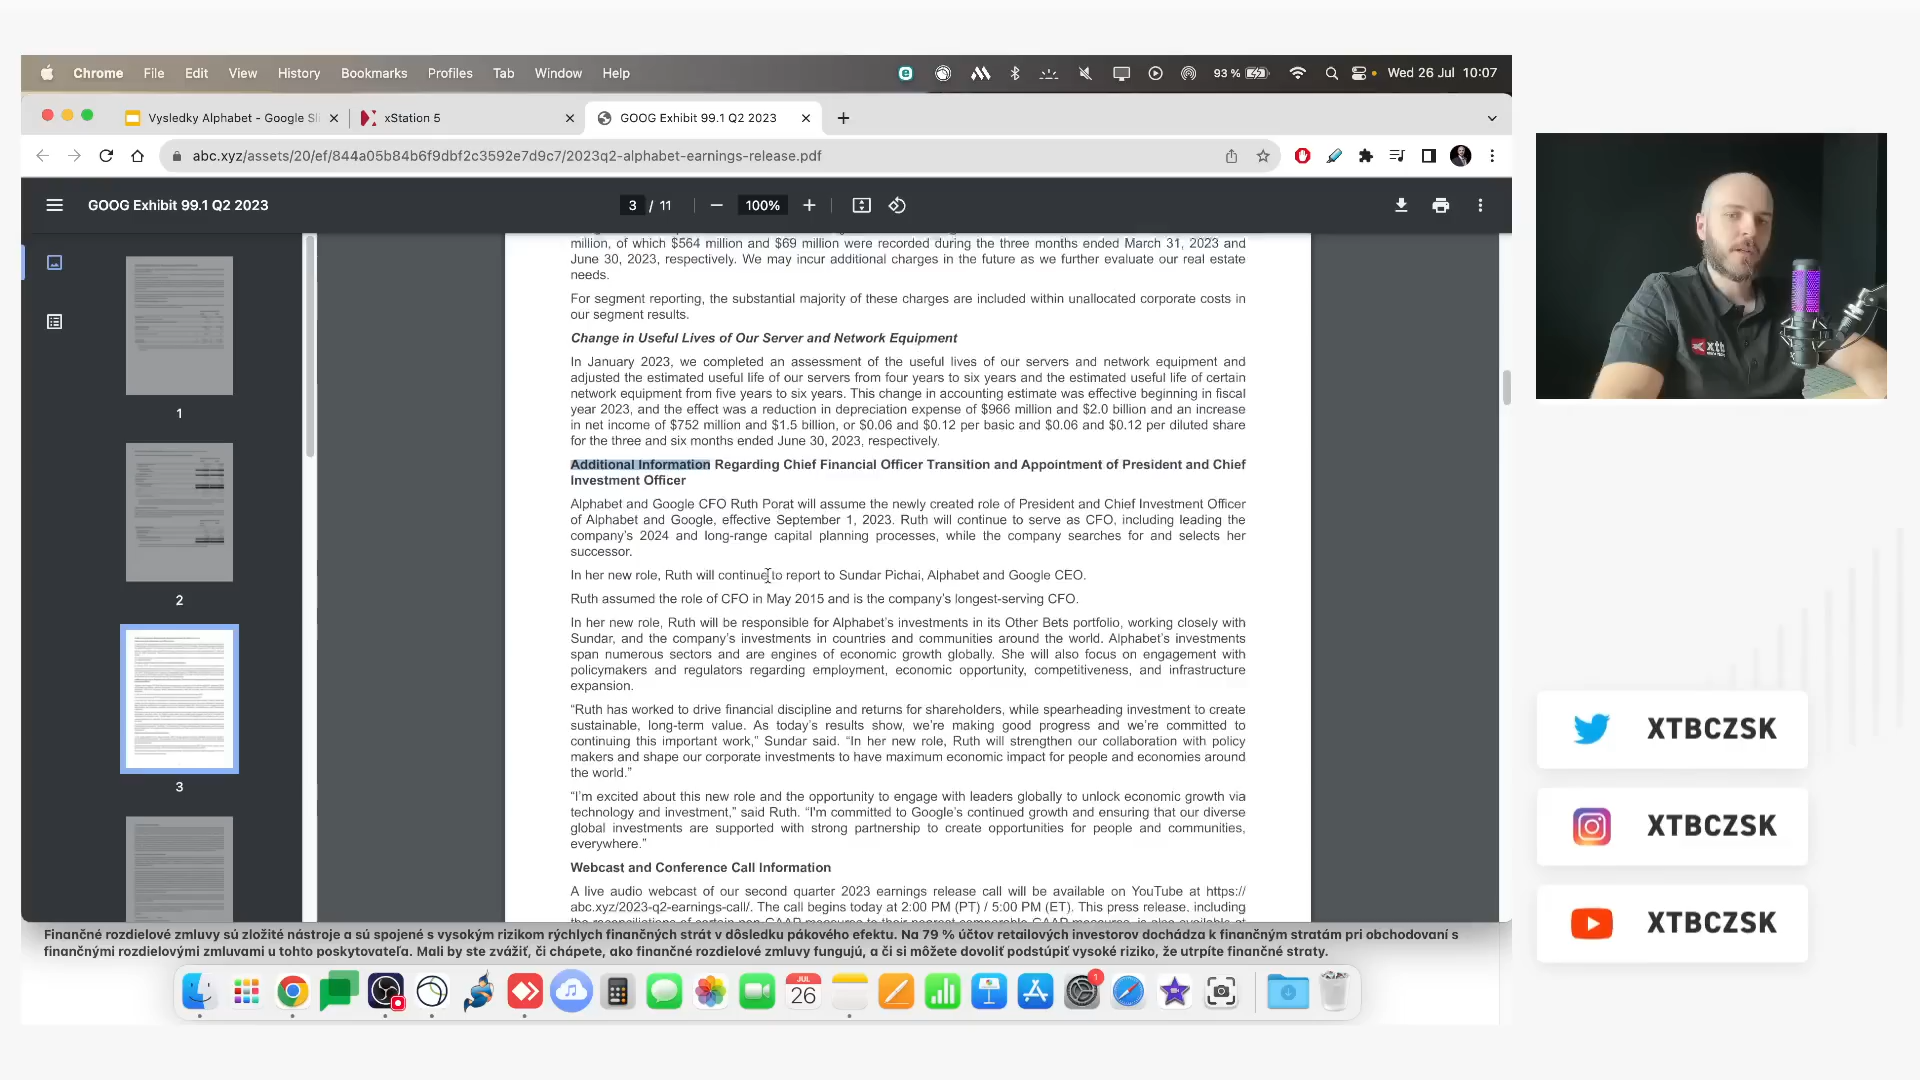 Chrome File Edit View History Bookmarks Profiles Tab Window Help 93 % Wed 26 Jul 10:07
Vysledky Alphabet - Google Sli xStation 5 GOOG Exhibit 99.1 Q2 2023
abc.xyz/assets/20/ef/844a05b84b6f9dbf2c3592e7d9c7/2023q2-alphabet-earnings-release.pdf
GOOG Exhibit 99.1 Q2 2023 3 / 11 100%
1
2
3
million, of which $564 million and $69 million were recorded during the three months ended March 31, 2023 and
June 30, 2023, respectively. We may incur additional charges in the future as we further evaluate our real estate
needs.
For segment reporting, the substantial majority of these charges are included within unallocated corporate costs in
our segment results.
Change in Useful Lives of Our Server and Network Equipment
In January 2023, we completed an assessment of the useful lives of our servers and network equipment and
adjusted the estimated useful life of our servers from four years to six years and the estimated useful life of certain
network equipment from five years to six years. This change in accounting estimate was effective beginning in fiscal
year 2023, and the effect was a reduction in depreciation expense of $966 million and $2.0 billion and an increase
in net income of $752 million and $1.5 billion, or $0.06 and $0.12 per basic and $0.06 and $0.12 per diluted share
for the three and six months ended June 30, 2023, respectively.
Additional Information Regarding Chief Financial Officer Transition and Appointment of President and Chief
Investment Officer
Alphabet and Google CFO Ruth Porat will assume the newly created role of President and Chief Investment Officer
of Alphabet and Google, effective September 1, 2023. Ruth will continue to serve as CFO, including leading the
company's 2024 and long-range capital planning processes, while the company searches for and selects her
successor.
In her new role, Ruth will continue to report to Sundar Pichai, Alphabet and Google CEO.
Ruth assumed the role of CFO in May 2015 and is the company's longest-serving CFO.
In her new role, Ruth will be responsible for Alphabet's investments in its Other Bets portfolio, working closely with
Sundar, and the company's investments in countries and communities around the world. Alphabet's investments
span numerous sectors and are engines of economic growth globally. She will also focus on engagement with
policymakers and regulators regarding employment, economic opportunity, competitiveness, and infrastructure
expansion.
“Ruth has worked to drive financial discipline and returns for shareholders, while spearheading investment to create
sustainable, long-term value. As today's results show, we're making good progress and we're committed to
continuing this important work,” Sundar said. “In her new role, Ruth will strengthen our collaboration with policy
makers and shape our corporate investments to have maximum economic impact for people and economies around
the world.”
“I'm excited about this new role and the opportunity to engage with leaders globally to unlock economic growth via
technology and investment,” said Ruth. “I'm committed to Google's continued growth and ensuring that our diverse
global investments are supported with strong partnership to create opportunities for people and communities,
everywhere.”
Webcast and Conference Call Information
A live audio webcast of our second quarter 2023 earnings release call will be available on YouTube at https://
abc.xyz/2023-q2-earnings-call/. The call begins today at 2:00 PM (PT) / 5:00 PM (ET). This press release, including
xtb
XTBCZSK
XTBCZSK
XTBCZSK
Finančné rozdielové zmluvy sú zložité nástroje a sú spojené s vysokým rizikom rýchlych finančných strát v dôsledku pákového efektu. Na 79 % účtov retailových investorov dochádza k finančným stratám pri obchodovaní s
finančnými rozdielovými zmluvami u tohto poskytovateľa. Mali by ste zvážiť, či chápete, ako finančné rozdielové zmluvy fungujú, a či si môžete dovoliť podstúpiť vysoké riziko, že utrpíte finančné straty.
JUL
26
1